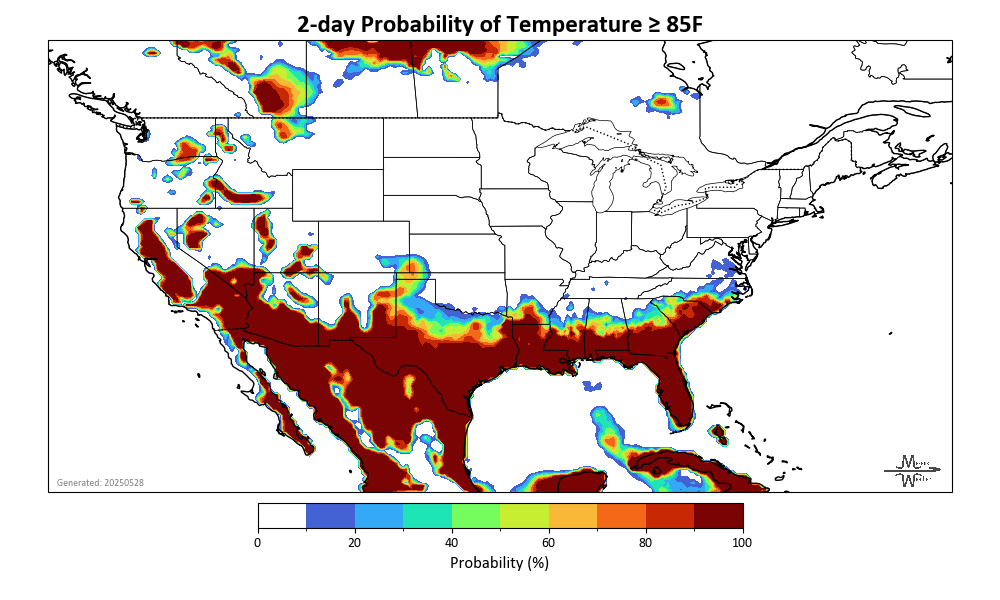 2-day Probability of Temperature ≥ 85F
Generated: 20250528
0 20 40 60 80 100
Probability (%)